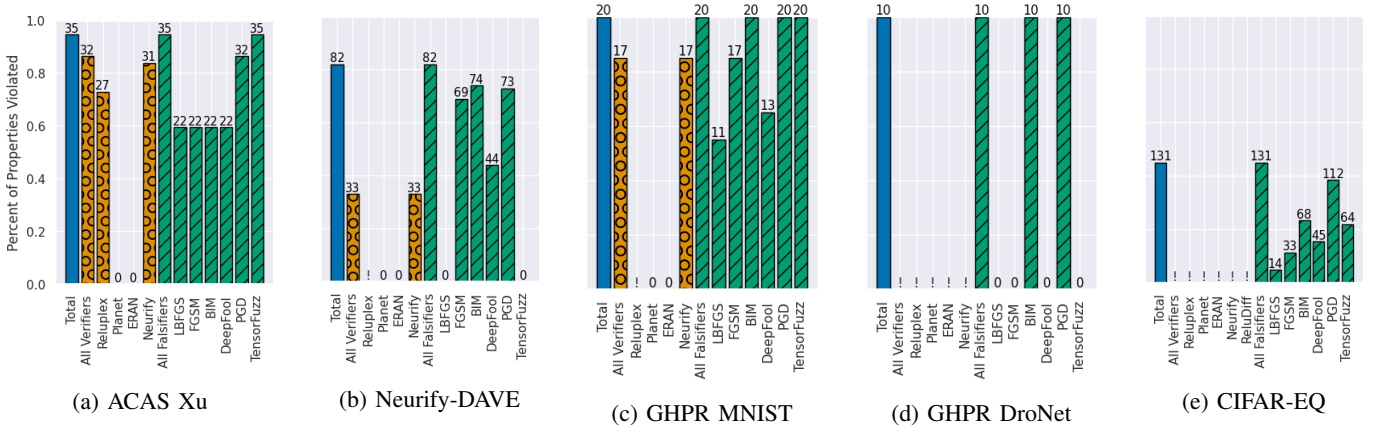 Percent of Properties Violated
1.0
0.8
0.6
0.4
0.2
0.0
35
32
27
0
0
31
35
22
22
22
22
32
35
Total
All Verifiers
Reluplex
Planet
ERAN
Neurify
All Falsifiers
LBFGS
FGSM
BIM
DeepFool
PGD
TensorFuzz
(a) ACAS Xu
82
33
!
0
0
33
82
0
69
74
44
73
0
Total
All Verifiers
Reluplex
Planet
ERAN
Neurify
All Falsifiers
LBFGS
FGSM
BIM
DeepFool
PGD
TensorFuzz
(b) Neurify-DAVE
20
17
!
0
0
17
20
11
17
20
13
20
20
Total
All Verifiers
Reluplex
Planet
ERAN
Neurify
All Falsifiers
LBFGS
FGSM
BIM
DeepFool
PGD
TensorFuzz
(c) GHPR MNIST
10
!
!
!
!
!
10
0
0
10
0
10
0
Total
All Verifiers
Reluplex
Planet
ERAN
Neurify
All Falsifiers
LBFGS
FGSM
BIM
DeepFool
PGD
TensorFuzz
(d) GHPR DroNet
131
!
!
!
!
!
!
131
14
33
68
45
112
64
Total
All Verifiers
Reluplex
Planet
ERAN
Neurify
ReluDiff
All Falsifiers
LBFGS
FGSM
BIM
DeepFool
PGD
TensorFuzz
(e) CIFAR-EQ